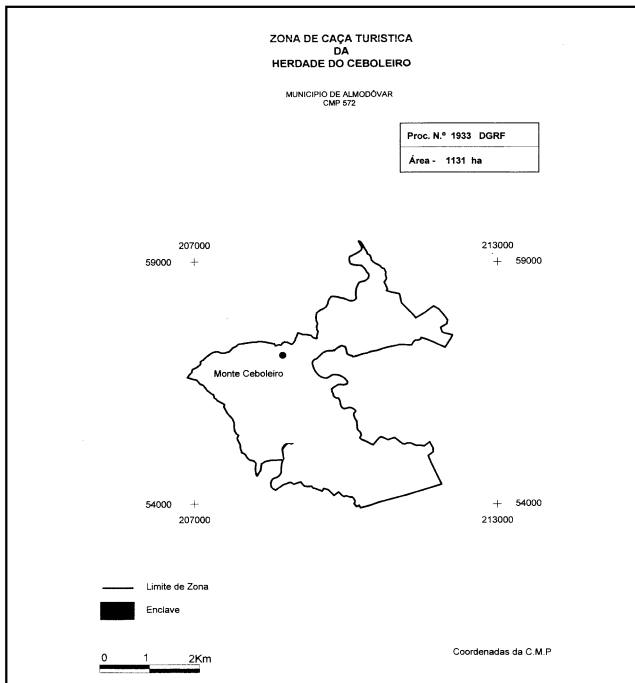 ZONA DE CAÇA TURISTICA
DA
HERDADE DO CEBOLEIRO
MUNICIPIO DE ALMODÔVAR
CMP 572
Proc. N.º 1933 DGRF
Área - 1131 ha
207000
213000
59000
59000
Monte Ceboleiro
54000
54000
207000
213000
Limite de Zona
Enclave
0 1 2Km
Coordenadas da C.M.P